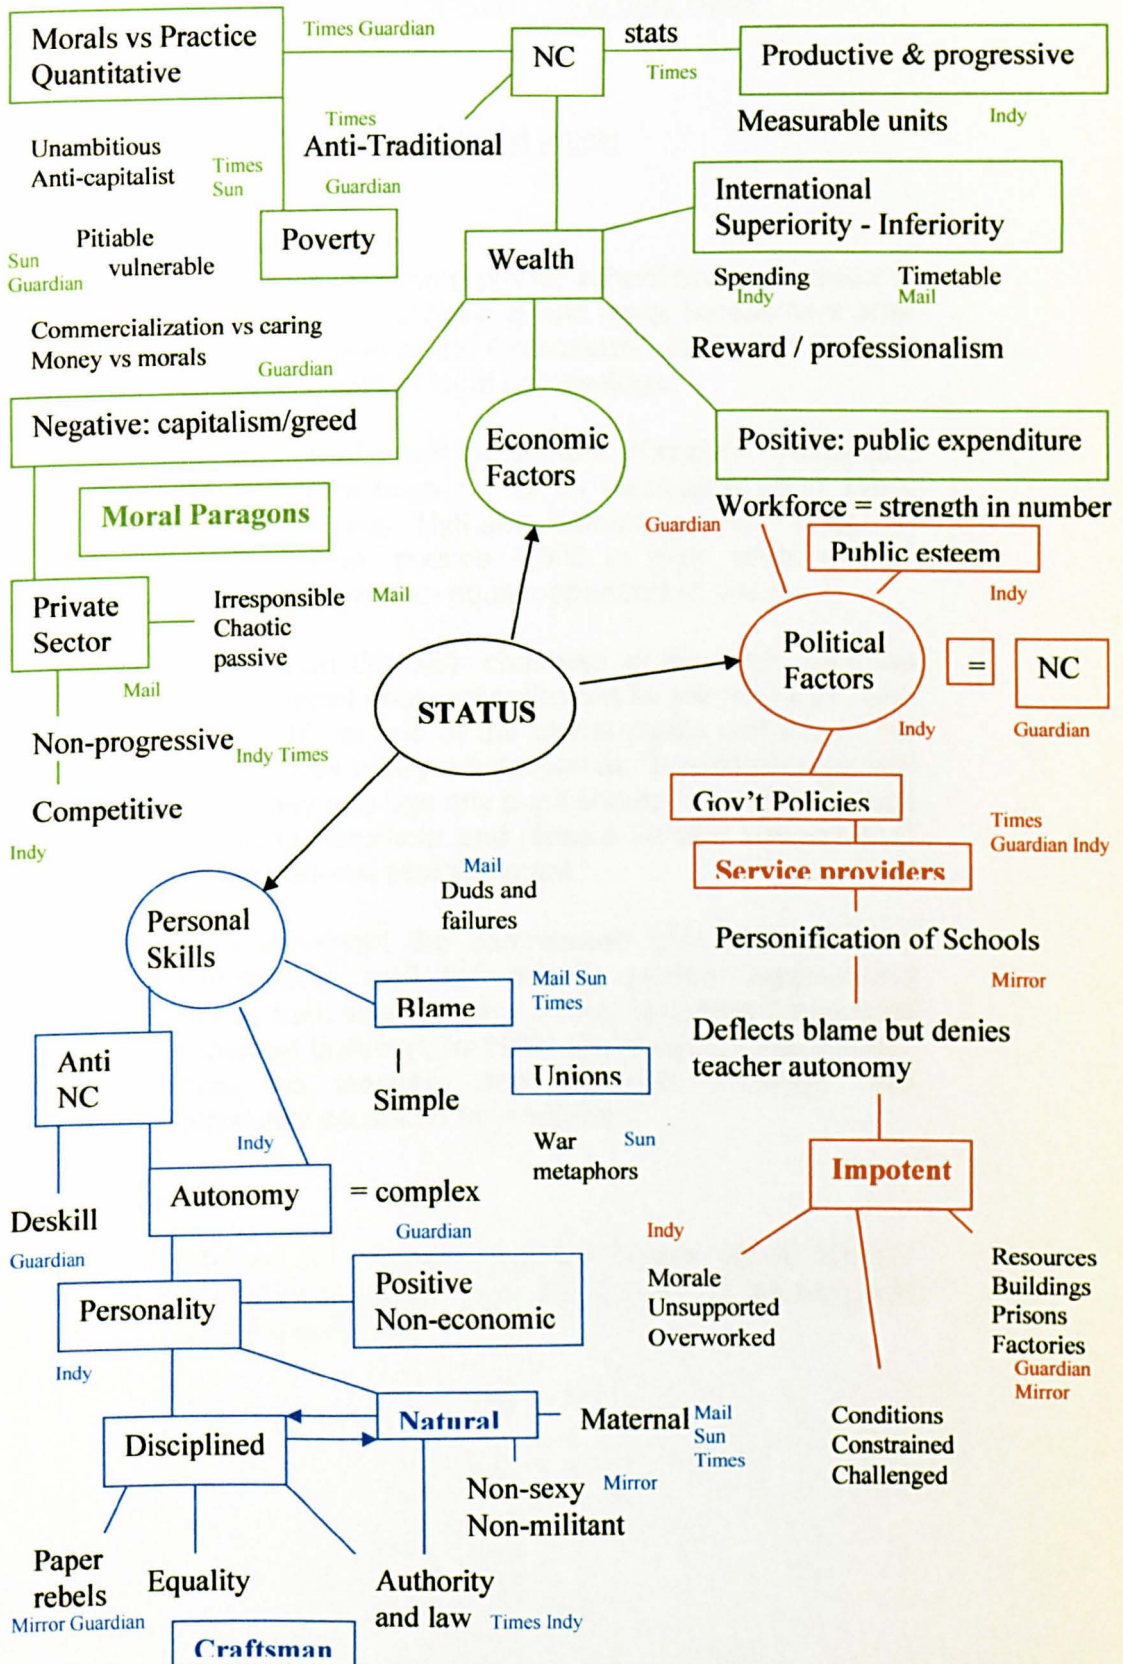 Morals vs Practice
Quantitative
Times Guardian
NC
stats
Times
Productive & progressive
Measurable units
Indy
Times
Anti-Traditional
Guardian
Unambitious
Anti-capitalist
Times
Sun
Pitiable
vulnerable
Sun
Guardian
Poverty
Wealth
International
Superiority - Inferiority
Spending
Indy
Timetable
Mail
Reward / professionalism
Commercialization vs caring
Money vs morals
Guardian
Negative: capitalism/greed
Economic
Factors
Positive: public expenditure
Workforce = strength in number
Guardian
Public esteem
Indy
Moral Paragons
Private
Sector
Irresponsible
Chaotic
passive
Mail
Mail
Non-progressive
Indy Times
Competitive
Indy
STATUS
Political
Factors
=
NC
Indy
Guardian
Gov't Policies
Times
Guardian Indy
Service providers
Personification of Schools
Mirror
Deflects blame but denies
teacher autonomy
Impotent
Indy
Morale
Unsupported
Overworked
Conditions
Constrained
Challenged
Resources
Buildings
Prisons
Factories
Guardian
Mirror
Personal
Skills
Mail
Duds and
failures
Blame
Mail Sun
Times
Simple
Unions
War
metaphors
Sun
Anti
NC
Indy
Deskill
Guardian
Autonomy
= complex
Guardian
Personality
Positive
Non-economic
Indy
Disciplined
Natural
Maternal
Mail
Sun
Times
Non-sexy
Non-militant
Mirror
Paper
rebels
Mirror Guardian
Equality
Authority
and law
Times Indy
Craftsman